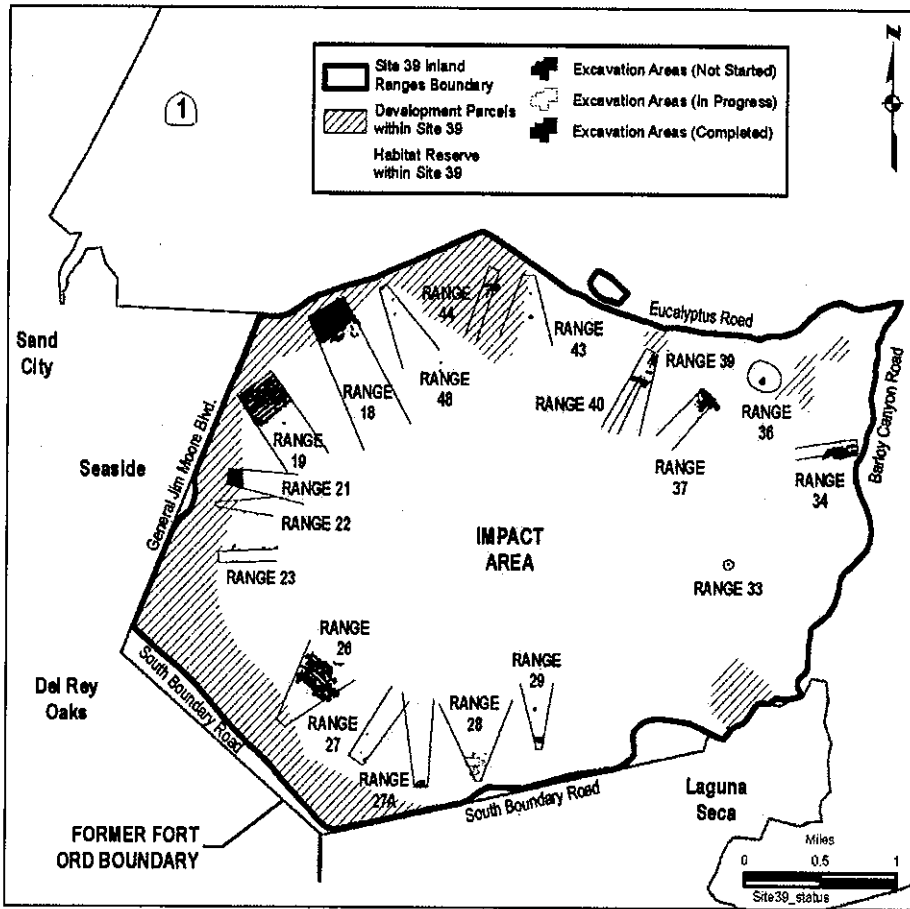 Site 39 Inland
Ranges Boundary
Development Parcels
within Site 39
Habitat Reserve
within Site 39
Excavation Areas (Not Started)
Excavation Areas (In Progress)
Excavation Areas (Completed)
N
1
Sand
City
Seaside
Del Rey
Oaks
General Jim Moore Blvd.
Eucalyptus Road
Barloy Canyon Road
RANGE
44
RANGE
43
RANGE
48
RANGE
18
RANGE
19
RANGE 21
RANGE 22
RANGE 23
RANGE 40
RANGE 39
RANGE
37
RANGE
36
RANGE
34
IMPACT
AREA
RANGE 33
RANGE
26
RANGE
27
RANGE
27A
RANGE
28
RANGE
29
South Boundary Road
South Boundary Road
Laguna
Seca
FORMER FORT
ORD BOUNDARY
Miles
0 0.5 1
Site39_status